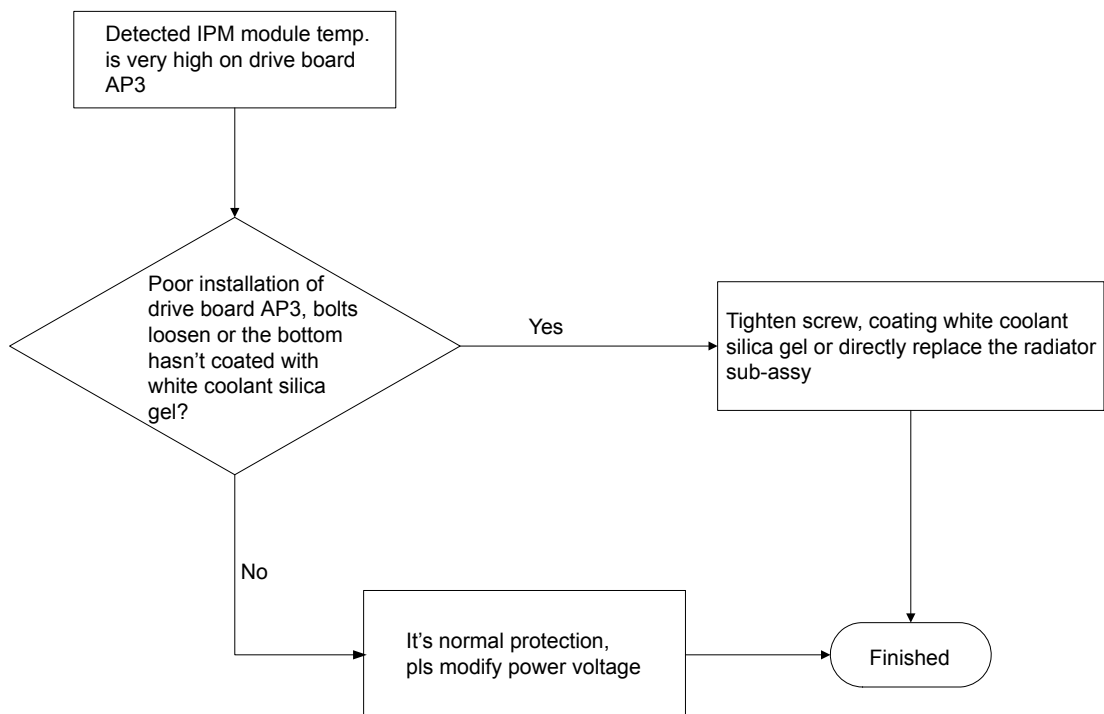 Detected IPM module temp.
is very high on drive board
AP3
Poor installation of
drive board AP3, bolts
loosen or the bottom
hasn't coated with
white coolant silica
gel?
Yes
Tighten screw, coating white coolant
silica gel or directly replace the radiator
sub-assy
No
It's normal protection,
pls modify power voltage
Finished